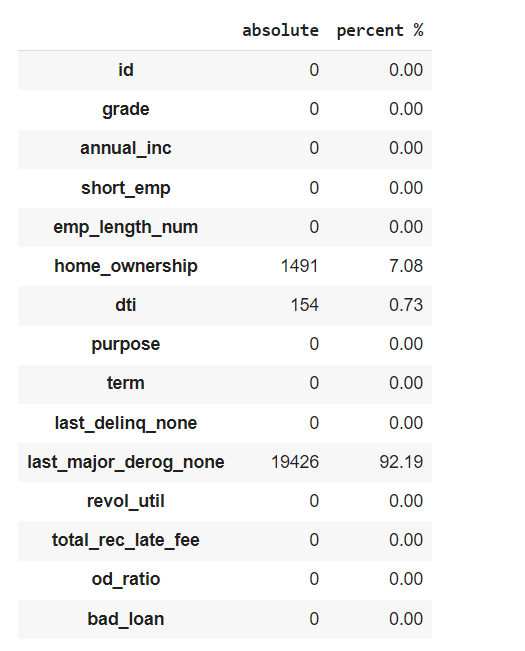 absolute percent %
id 0 0.00
grade 0 0.00
annual_inc 0 0.00
short_emp 0 0.00
emp_length_num 0 0.00
home_ownership 1491 7.08
dti 154 0.73
purpose 0 0.00
term 0 0.00
last_delinq_none 0 0.00
last_major_derog_none 19426 92.19
revol_util 0 0.00
total_rec_late_fee 0 0.00
od_ratio 0 0.00
bad_loan 0 0.00